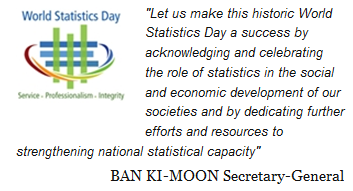 World Statistics Day
Service - Professionalism - Integrity
"Let us make this historic World
Statistics Day a success by
acknowledging and celebrating
the role of statistics in the social
and economic development of our
societies and by dedicating further
efforts and resources to
strengthening national statistical capacity"
BAN KI-MOON Secretary-General